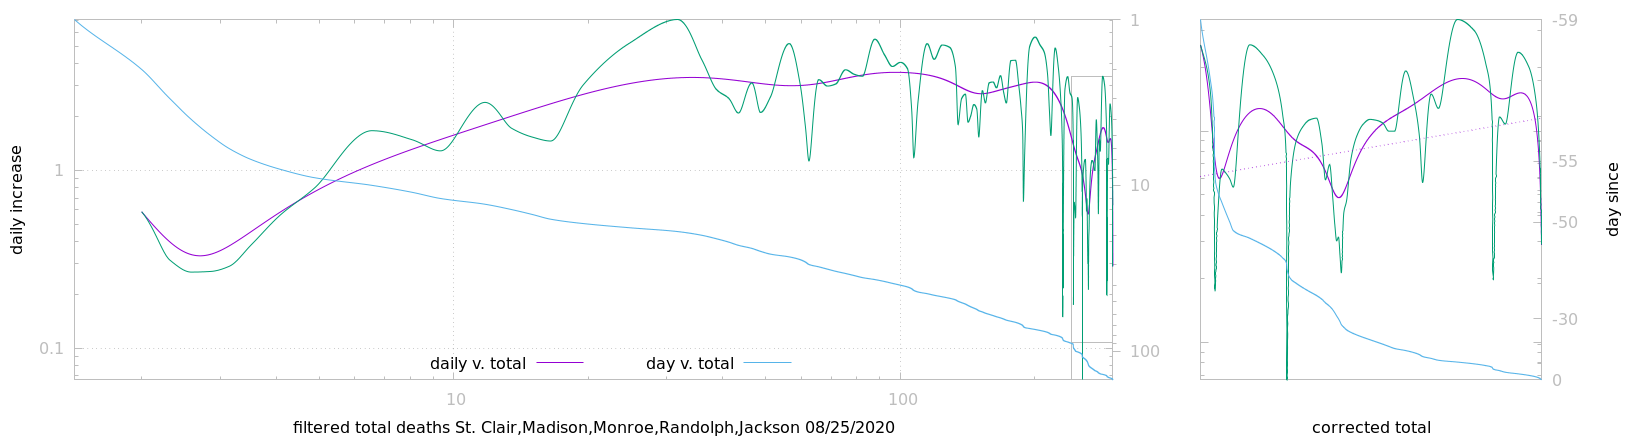 daily increase
1
0.1
10
100
daily v. total
day v. total
1
10
100
filtered total deaths St. Clair,Madison,Monroe,Randolph,Jackson 08/25/2020
-59
-55
-50
-30
0
day since
corrected total